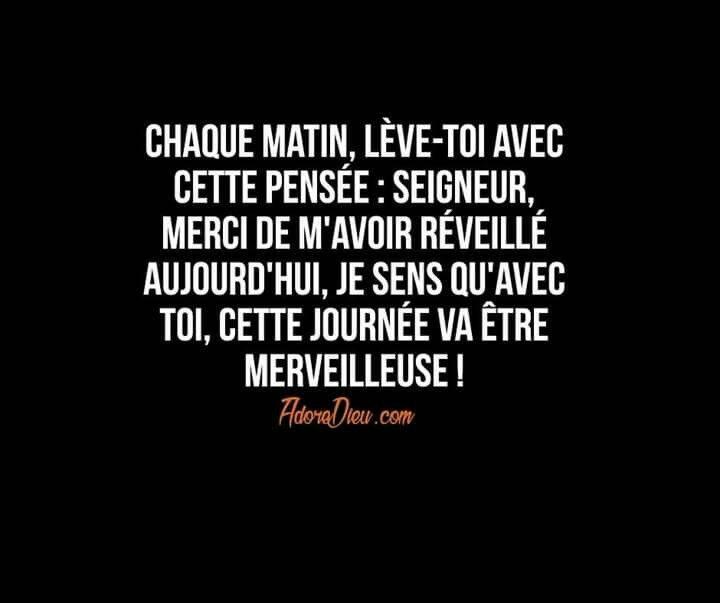 CHAQUE MATIN, LÈVE-TOI AVEC
CETTE PENSÉE : SEIGNEUR,
MERCI DE M'AVOIR RÉVEILLÉ
AUJOURD'HUI, JE SENS QU'AVEC
TOI, CETTE JOURNÉE VA ÊTRE
MERVEILLEUSE !
AdoreDieu.com